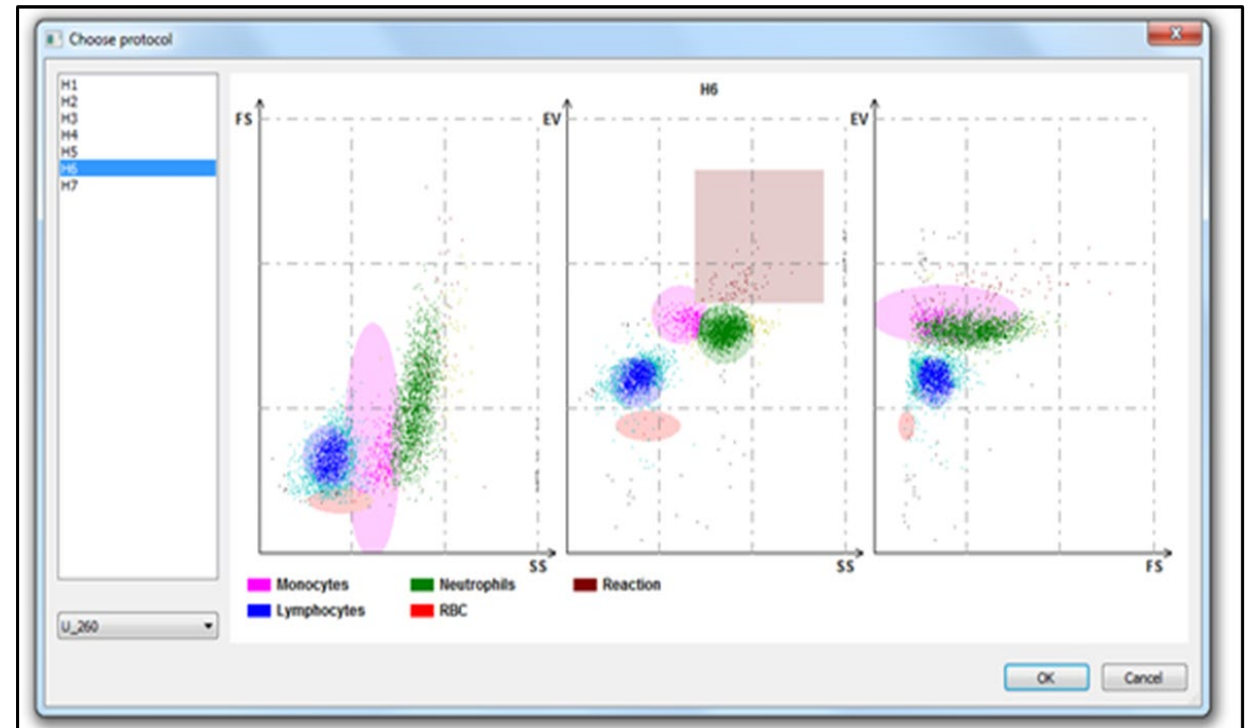 Choose protocol
H1
H2
H3
H4
H5
H6
H7
U_260
H6
FS
EV
EV
SS
SS
FS
Monocytes
Neutrophils
Reaction
Lymphocytes
RBC
OK
Cancel